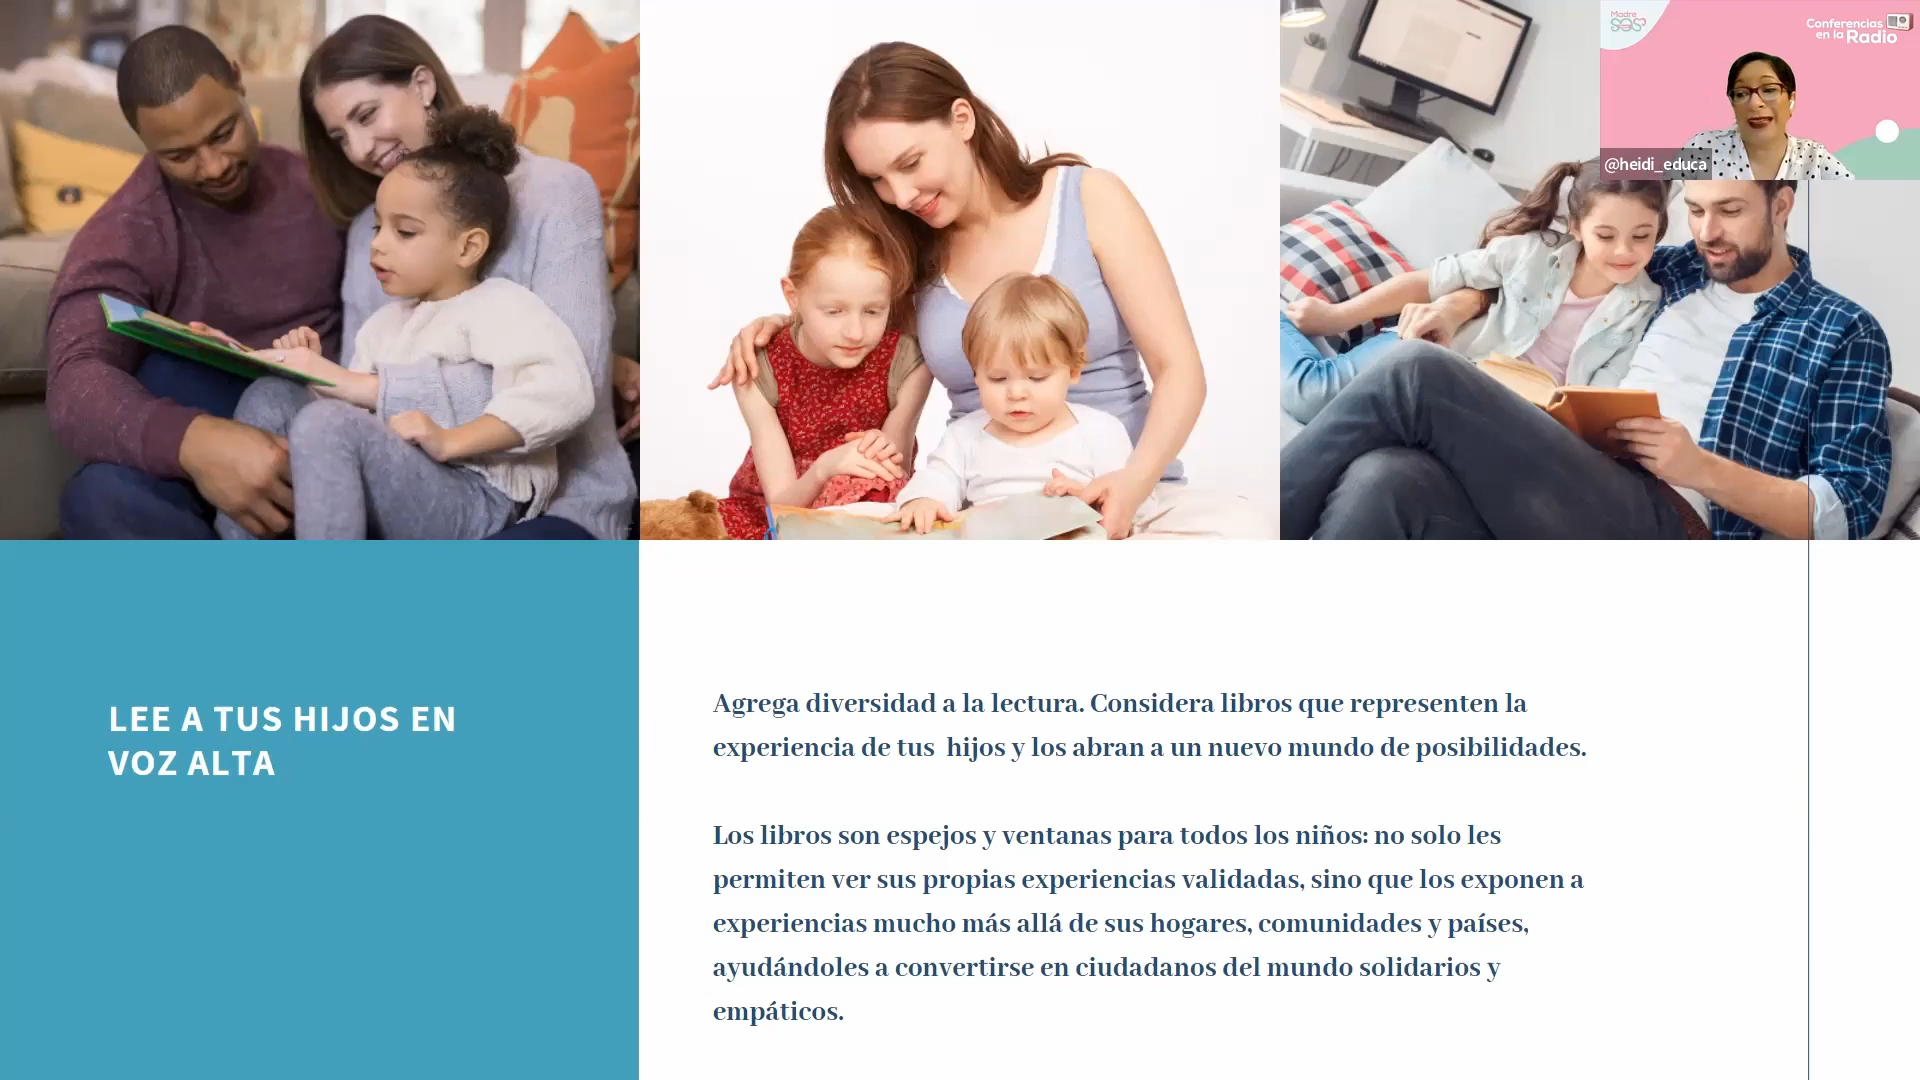 Madre
SOS
Conferencias
en la Radio
@heidi_educa
LEE A TUS HIJOS EN
VOZ ALTA
Agrega diversidad a la lectura. Considera libros que representen la
experiencia de tus  hijos y los abran a un nuevo mundo de posibilidades.
Los libros son espejos y ventanas para todos los niños: no solo les
permiten ver sus propias experiencias validadas, sino que los exponen a
experiencias mucho más allá de sus hogares, comunidades y países,
ayudándoles a convertirse en ciudadanos del mundo solidarios y
empáticos.